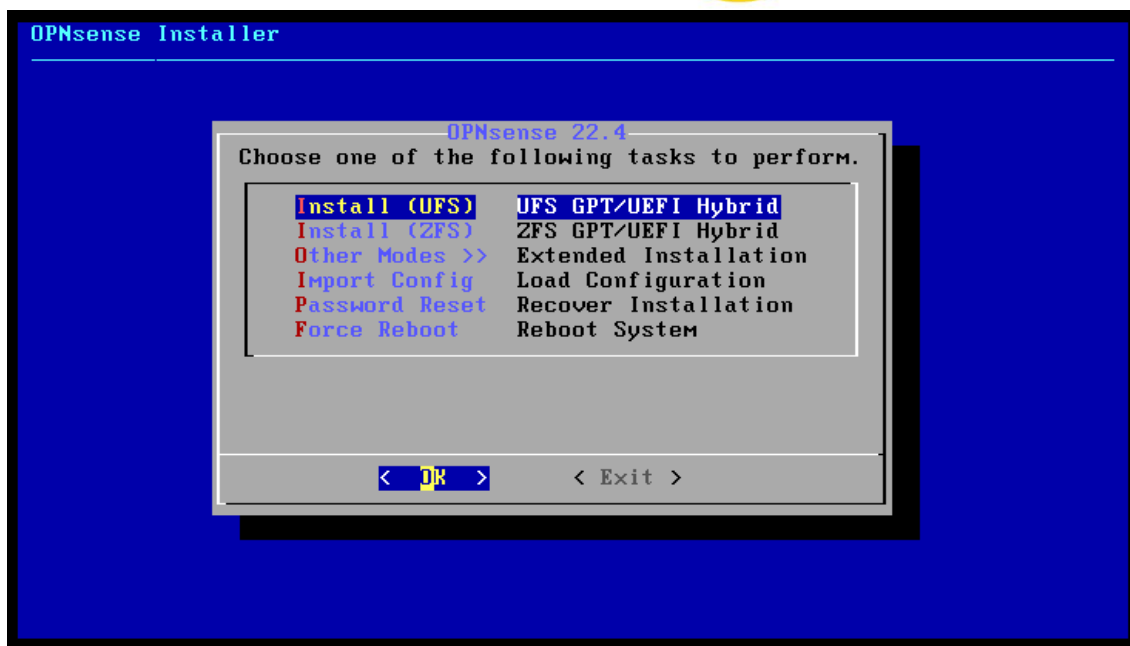 OPNsense Installer
OPNsense 22.4
Choose one of the following tasks to perform.
Install (UFS) UFS GPT/UEFI Hybrid
Install (ZFS) ZFS GPT/UEFI Hybrid
Other Modes >> Extended Installation
Import Config Load Configuration
Password Reset Recover Installation
Force Reboot Reboot System
< OK > < Exit >